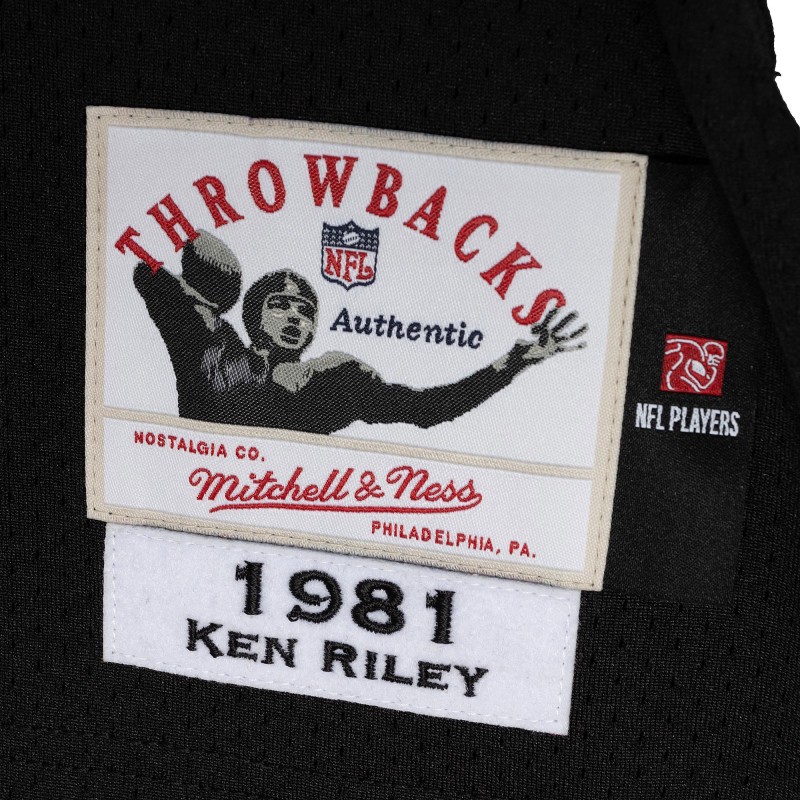 THROWBACKS
NFL
Authentic
NOSTALGIA CO.
Mitchell & Ness
PHILADELPHIA, PA.
NFL PLAYERS
1981
KEN RILEY